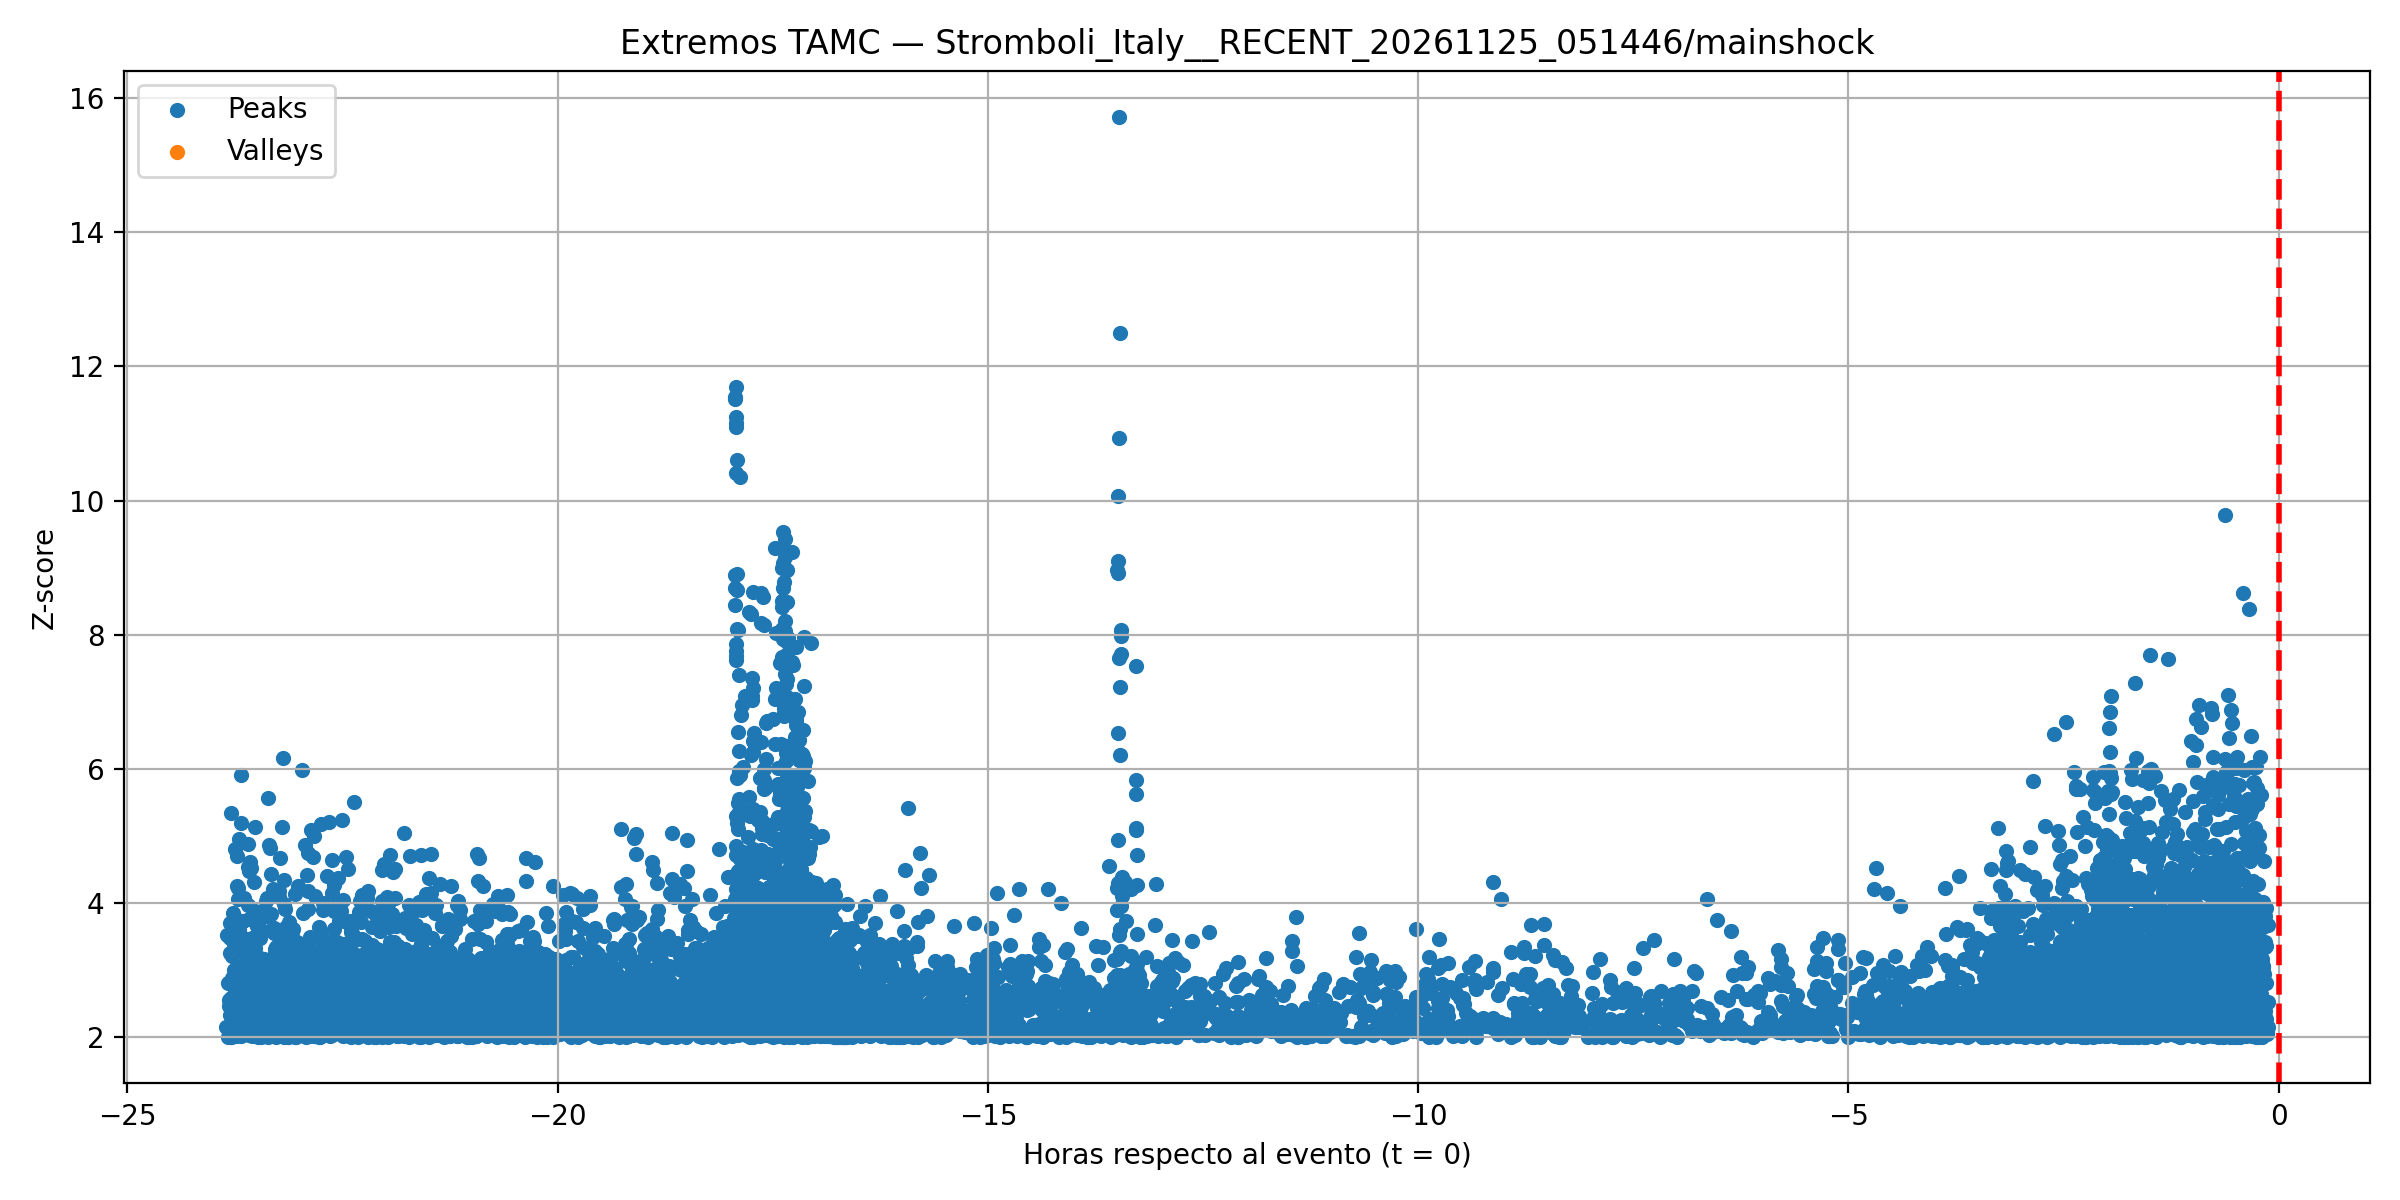 Extremos TAMC — Stromboli_Italy__RECENT_20261125_051446/mainshock
Peaks
Valleys
16
14
12
10
8
6
4
2
Z-score
−25
−20
−15
−10
−5
0
Horas respecto al evento (t = 0)